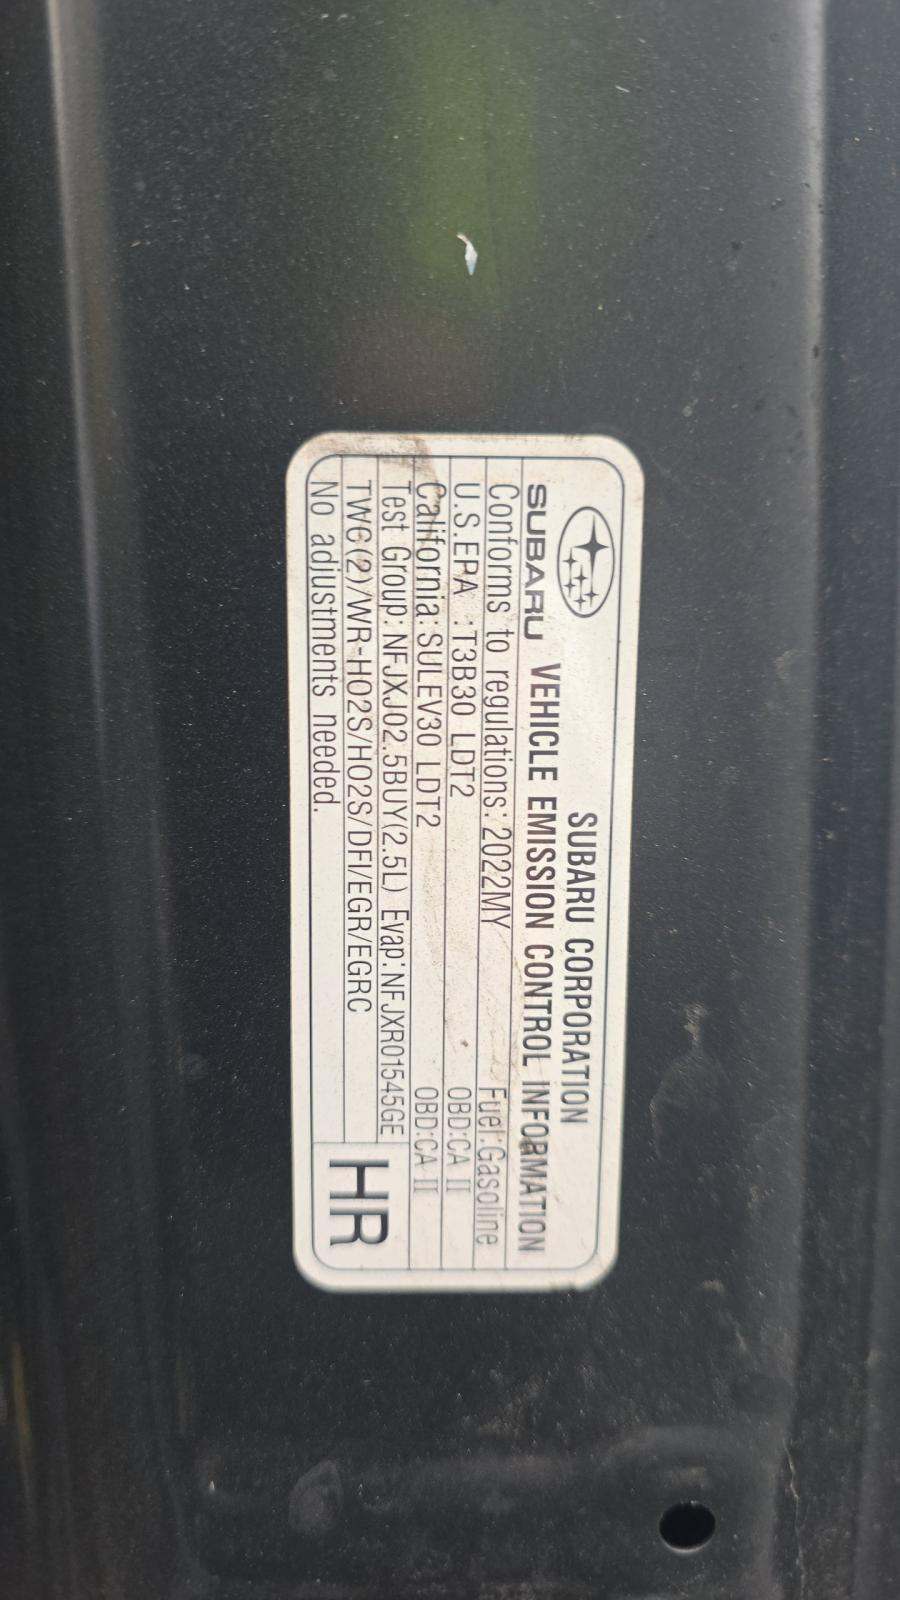 SUBARU CORPORATION
SUBARU VEHICLE EMISSION CONTROL INFORMATION
Conforms to regulations: 2022MY Fuel:Gasoline
U.S.EPA :T3B30 LDT2 OBD:CA II
California:SULEV30 LDT2 OBD:CA II
Test Group: NFJXJ02.5BUY(2.5L) Evap:NFJXR01545GE
TWC(2)/WR-HO2S/HO2S/DFI/EGR/EGRC
No adjustments needed.
HR